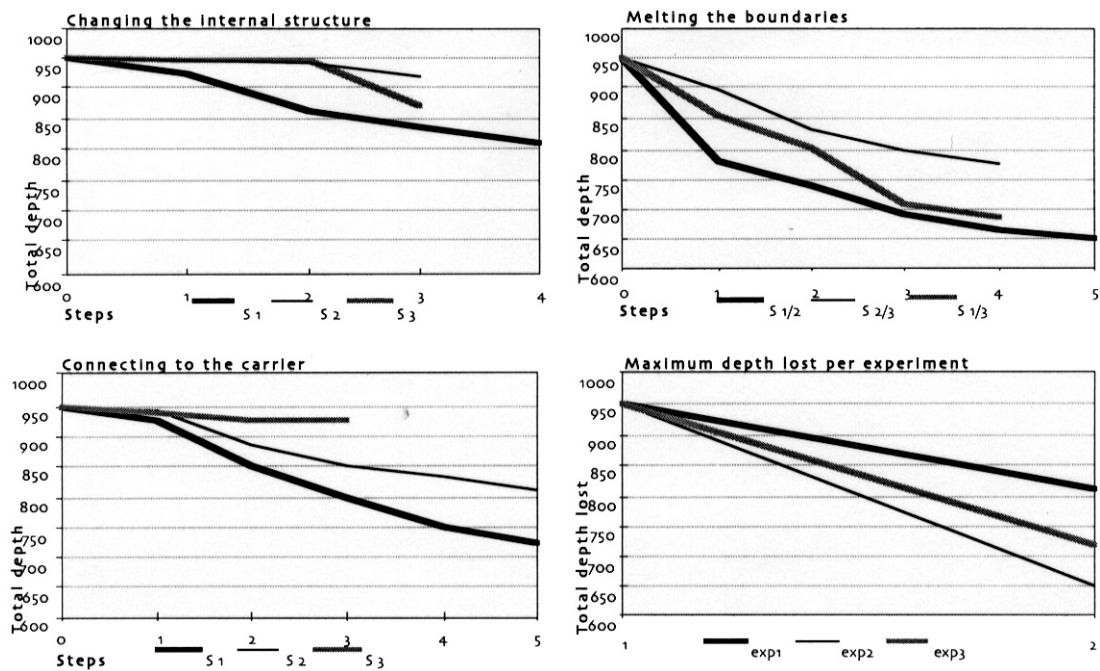 Changing the internal structure
1000
950
900
850
800
750
700
650
600
Total depth
0 1 2 3 4
Steps S 1 S 2 S 3
Melting the boundaries
1000
950
900
850
800
750
700
650
600
Total depth
0 1 2 3 4 5
Steps S 1/2 S 2/3 S 1/3
Connecting to the carrier
1000
950
900
850
800
750
700
650
600
Total depth
0 1 2 3 4 5
Steps S 1 S 2 S 3
Maximum depth lost per experiment
1000
950
900
850
800
750
700
650
600
Total depth lost
1 2
exp1 exp2 exp3